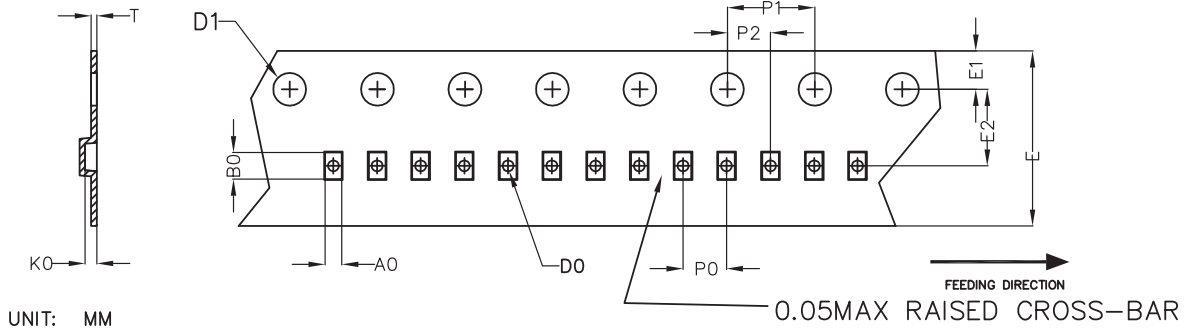 T
D1
P1
P2
E1
E2
E
B0
K0
A0
D0
P0
FEEDING DIRECTION
0.05MAX RAISED CROSS-BAR
UNIT: MM